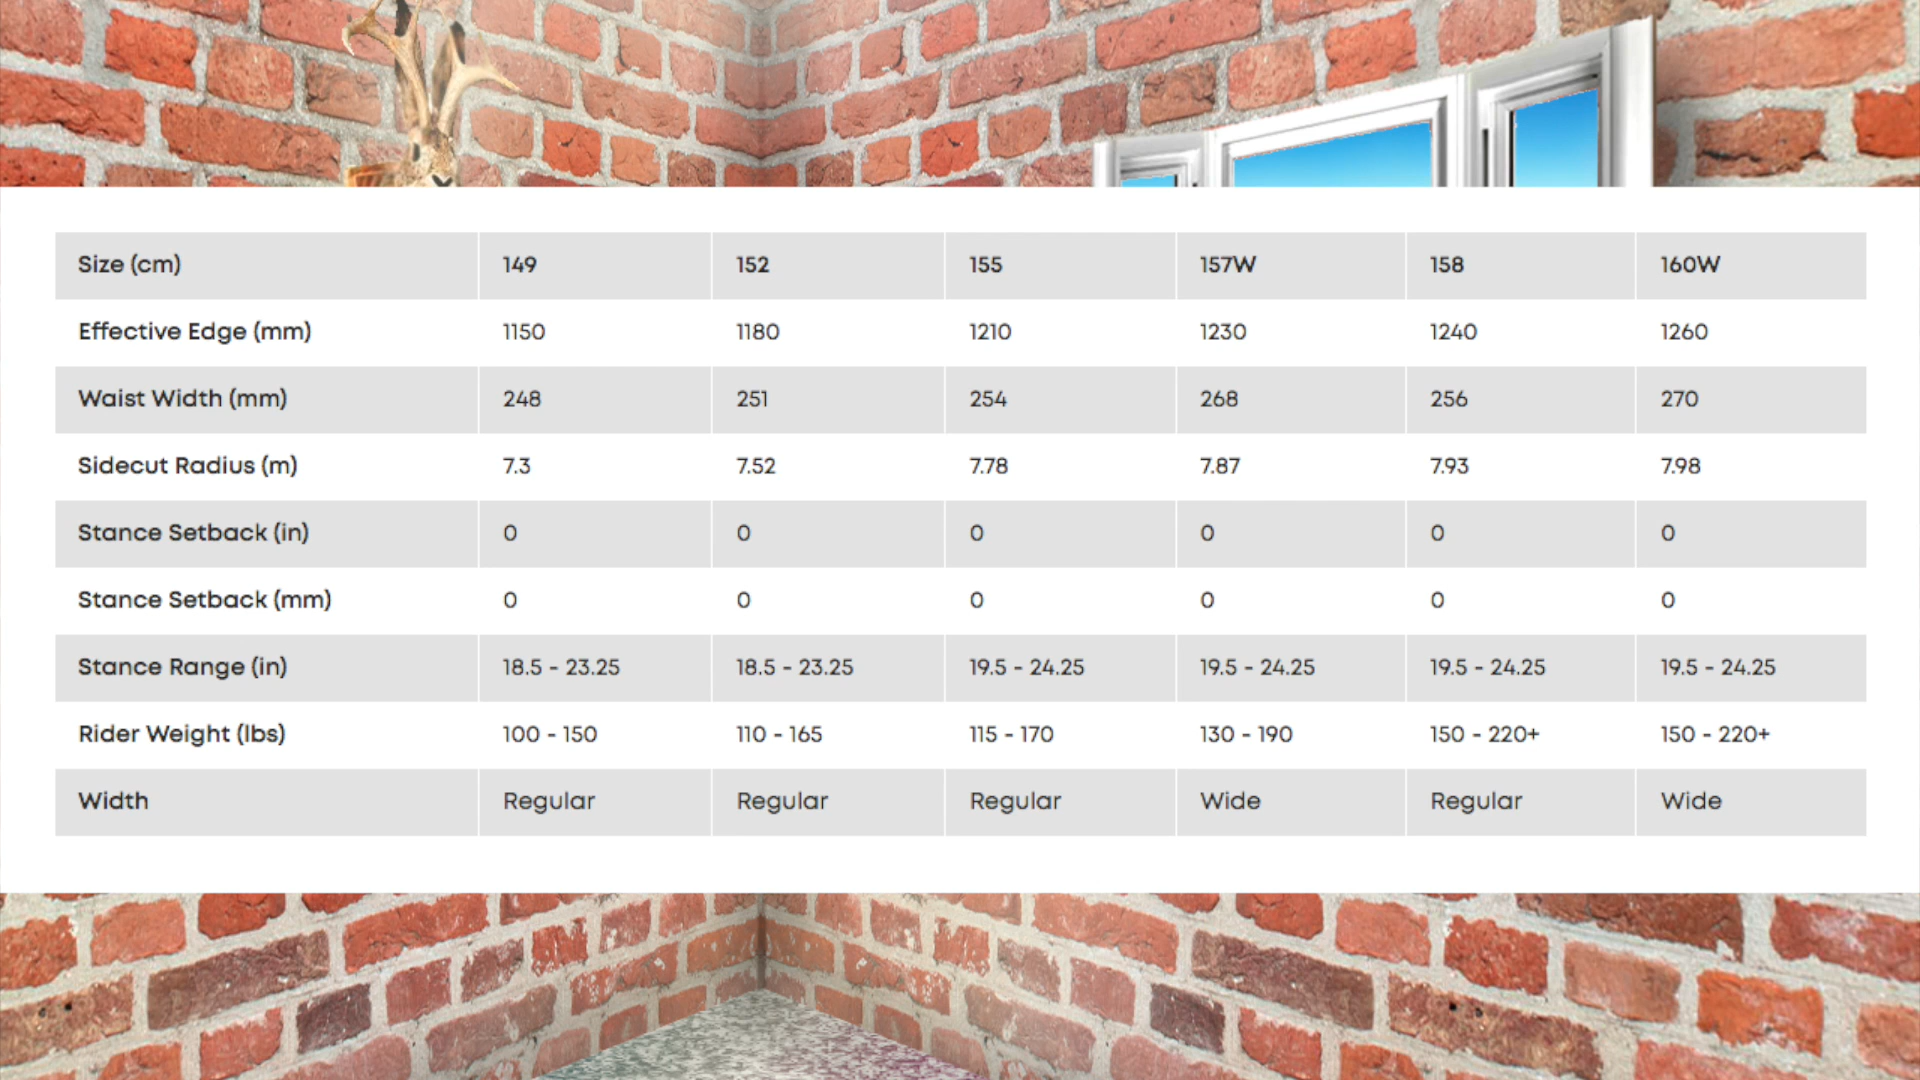 Size (cm) 149 152 155 157W 158 160W
Effective Edge (mm) 1150 1180 1210 1230 1240 1260
Waist Width (mm) 248 251 254 268 256 270
Sidecut Radius (m) 7.3 7.52 7.78 7.87 7.93 7.98
Stance Setback (in) 0 0 0 0 0 0
Stance Setback (mm) 0 0 0 0 0 0
Stance Range (in) 18.5 - 23.25 18.5 - 23.25 19.5 - 24.25 19.5 - 24.25 19.5 - 24.25 19.5 - 24.25
Rider Weight (lbs) 100 - 150 110 - 165 115 - 170 130 - 190 150 - 220+ 150 - 220+
Width Regular Regular Regular Wide Regular Wide